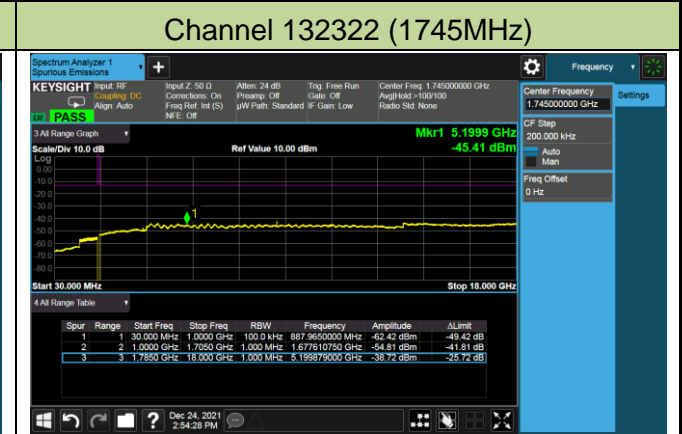 Channel 132322 (1745MHz)
Spectrum Analyzer 1
Spurious Emissions
Frequency
KEYSIGHT Input: RF Input Z: 50 Ω Atten: 24 dB Trig: Free Run Center Freq: 1.745000000 GHz
Coupling: DC Corrections: On Preamp: Off Gate: Off Avg|Hold:>100/100
Align: Auto Freq Ref: Int (S) µW Path: Standard IF Gain: Low Radio Std: None
NFE: Off
PASS
Center Frequency
1.745000000 GHz
Settings
CF Step
200.000 kHz
Auto
Man
Freq Offset
0 Hz
3 All Range Graph
Mkr1 5.1999 GHz
Scale/Div 10.0 dB Ref Value 10.00 dBm -45.41 dBm
Log
0.00
-10.0
-20.0
-30.0
1
-40.0
-50.0
-60.0
-70.0
-80.0
Start 30.000 MHz Stop 18.000 GHz
4 All Range Table
Spur Range Start Freq Stop Freq RBW Frequency Amplitude ΔLimit
1 1 30.000 MHz 1.0000 GHz 100.0 kHz 887.9650000 MHz -62.42 dBm -49.42 dB
2 2 1.0000 GHz 1.7050 GHz 1.000 MHz 1.677610750 GHz -54.81 dBm -41.81 dB
3 3 1.7850 GHz 18.000 GHz 1.000 MHz 5.199879000 GHz -38.72 dBm -25.72 dB
? Dec 24, 2021
2:54:28 PM